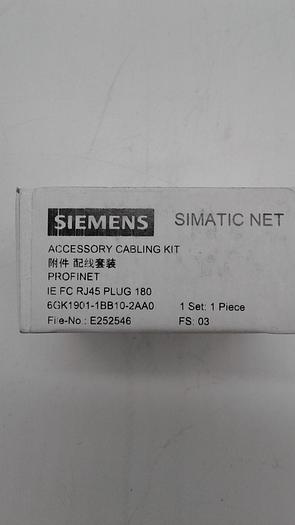 SIEMENS SIMATIC NET
ACCESSORY CABLING KIT
附件 配线套装
PROFINET
IE FC RJ45 PLUG 180
6GK1901-1BB10-2AA0 1 Set: 1 Piece
File-No.: E252546 FS: 03